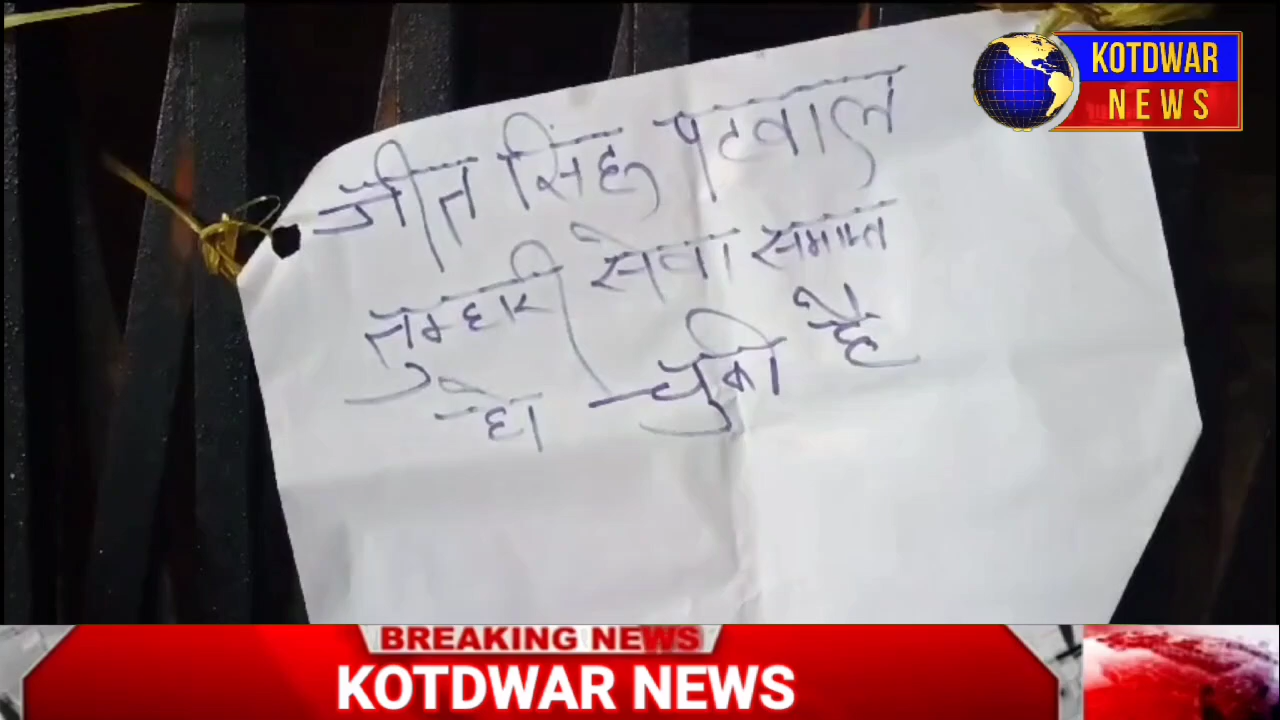 KOTDWAR
NEWS
जीत सिंह पटवाल
तुम्हारी सेवा समाप्त
हो चुकी है
BREAKING NEWS
KOTDWAR NEWS